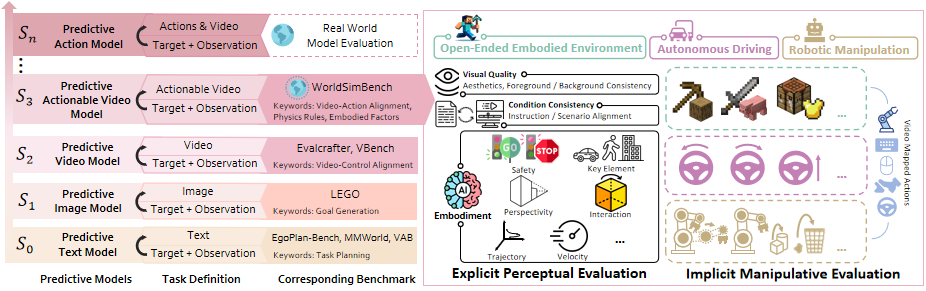 Sn
Predictive
Action Model
Actions & Video
Target + Observation
Real World
Model Evaluation
S3
Predictive
Actionable Video
Model
Actionable Video
Target + Observation
WorldSimBench
Keywords: Video-Action Alignment,
Physics Rules, Embodied Factors
S2
Predictive
Video Model
Video
Target + Observation
Evalcrafter, VBench
Keywords: Video-Control Alignment
S1
Predictive
Image Model
Image
Target + Observation
LEGO
Keywords: Goal Generation
S0
Predictive
Text Model
Text
Target + Observation
EgoPlan-Bench, MMWorld, VAB
Keywords: Task Planning
Predictive Models
Task Definition
Corresponding Benchmark
Open-Ended Embodied Environment
Autonomous Driving
Robotic Manipulation
Visual Quality
Aesthetics, Foreground / Background Consistency
Condition Consistency
Instruction / Scenario Alignment
AI
Embodiment
GO
STOP
Safety
Key Element
Perspectivity
Interaction
Trajectory
Velocity
...
Explicit Perceptual Evaluation
...
...
...
Video Mapped Actions
Implicit Manipulative Evaluation